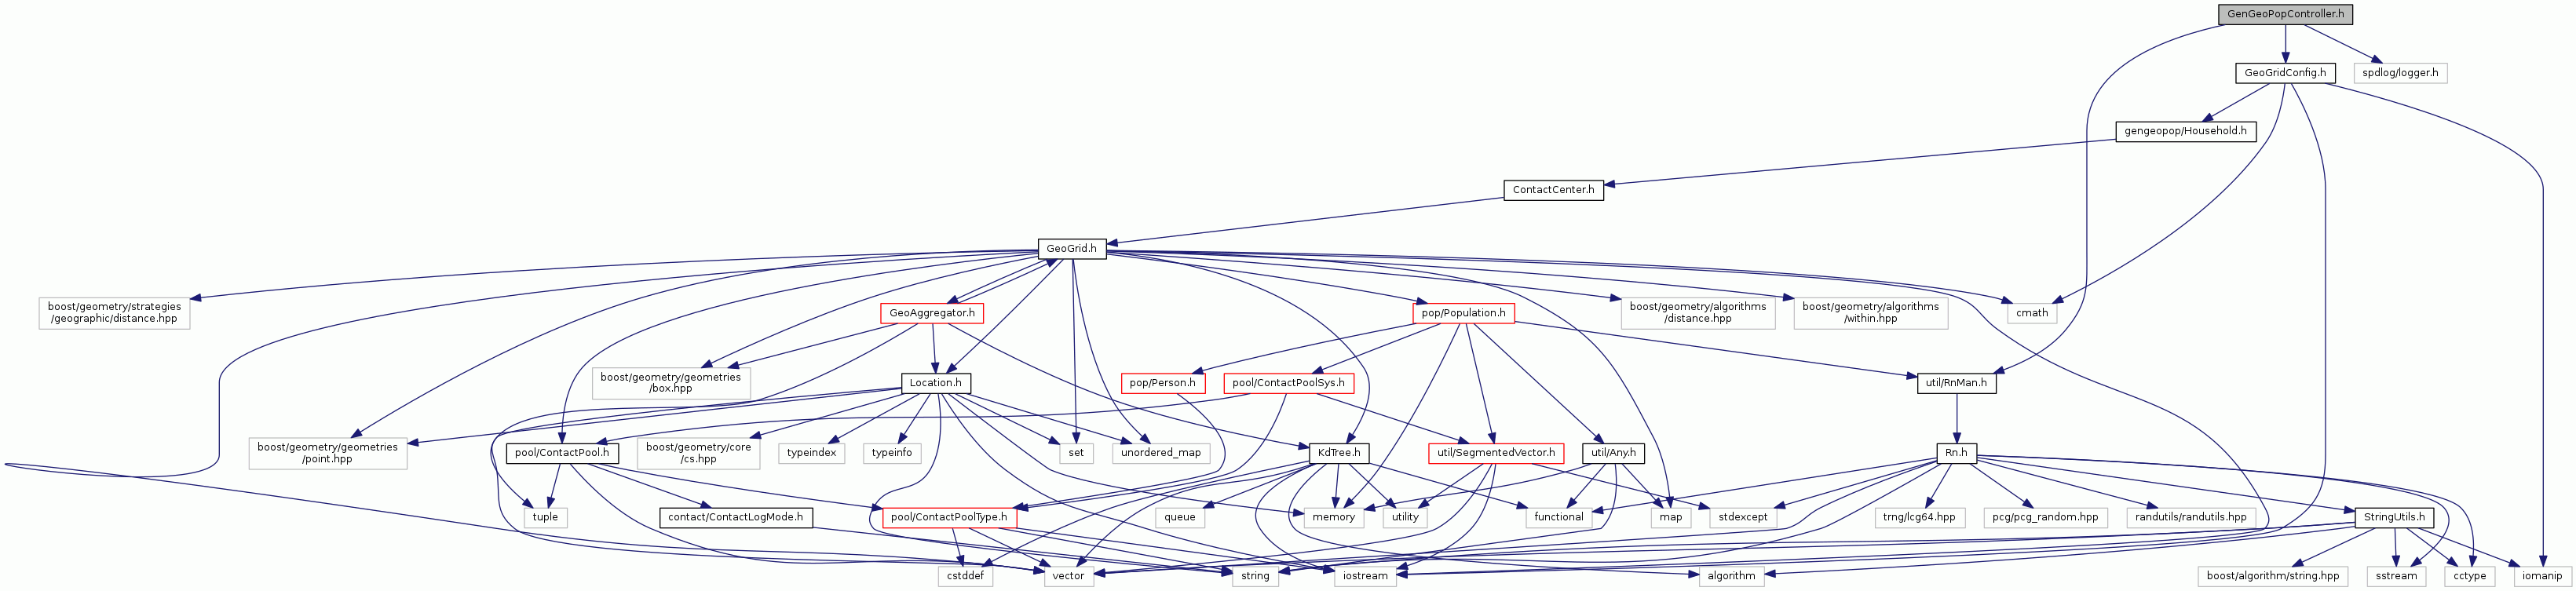 GenGeoPopController.h
GeoGridConfig.h
spdlog/logger.h
gengeopop/Household.h
ContactCenter.h
GeoGrid.h
boost/geometry/strategies
/geographic/distance.hpp
GeoAggregator.h
pop/Population.h
boost/geometry/algorithms
/distance.hpp
boost/geometry/algorithms
/within.hpp
cmath
boost/geometry/geometries
/box.hpp
Location.h
pop/Person.h
pool/ContactPoolSys.h
util/RnMan.h
boost/geometry/geometries
/point.hpp
pool/ContactPool.h
boost/geometry/core
/cs.hpp
typeindex
typeinfo
set
unordered_map
KdTree.h
util/SegmentedVector.h
util/Any.h
Rn.h
tuple
contact/ContactLogMode.h
pool/ContactPoolType.h
queue
memory
utility
functional
map
stdexcept
trng/lcg64.hpp
pcg/pcg_random.hpp
randutils/randutils.hpp
StringUtils.h
cstddef
vector
string
iostream
algorithm
boost/algorithm/string.hpp
sstream
cctype
iomanip